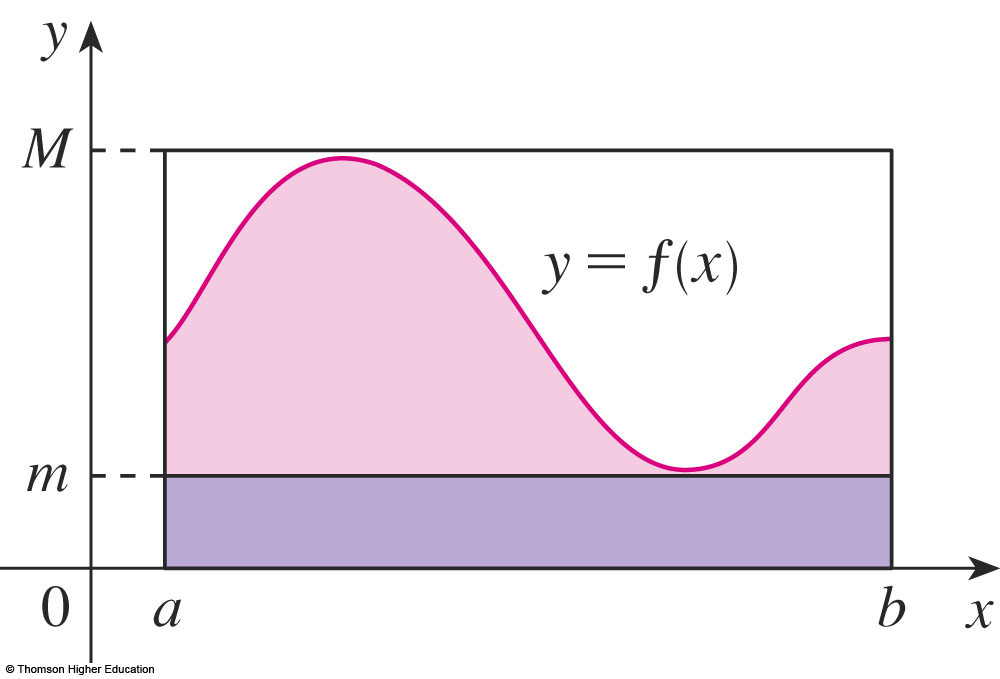 y
M
y = f(x)
m
0 a b x
© Thomson Higher Education